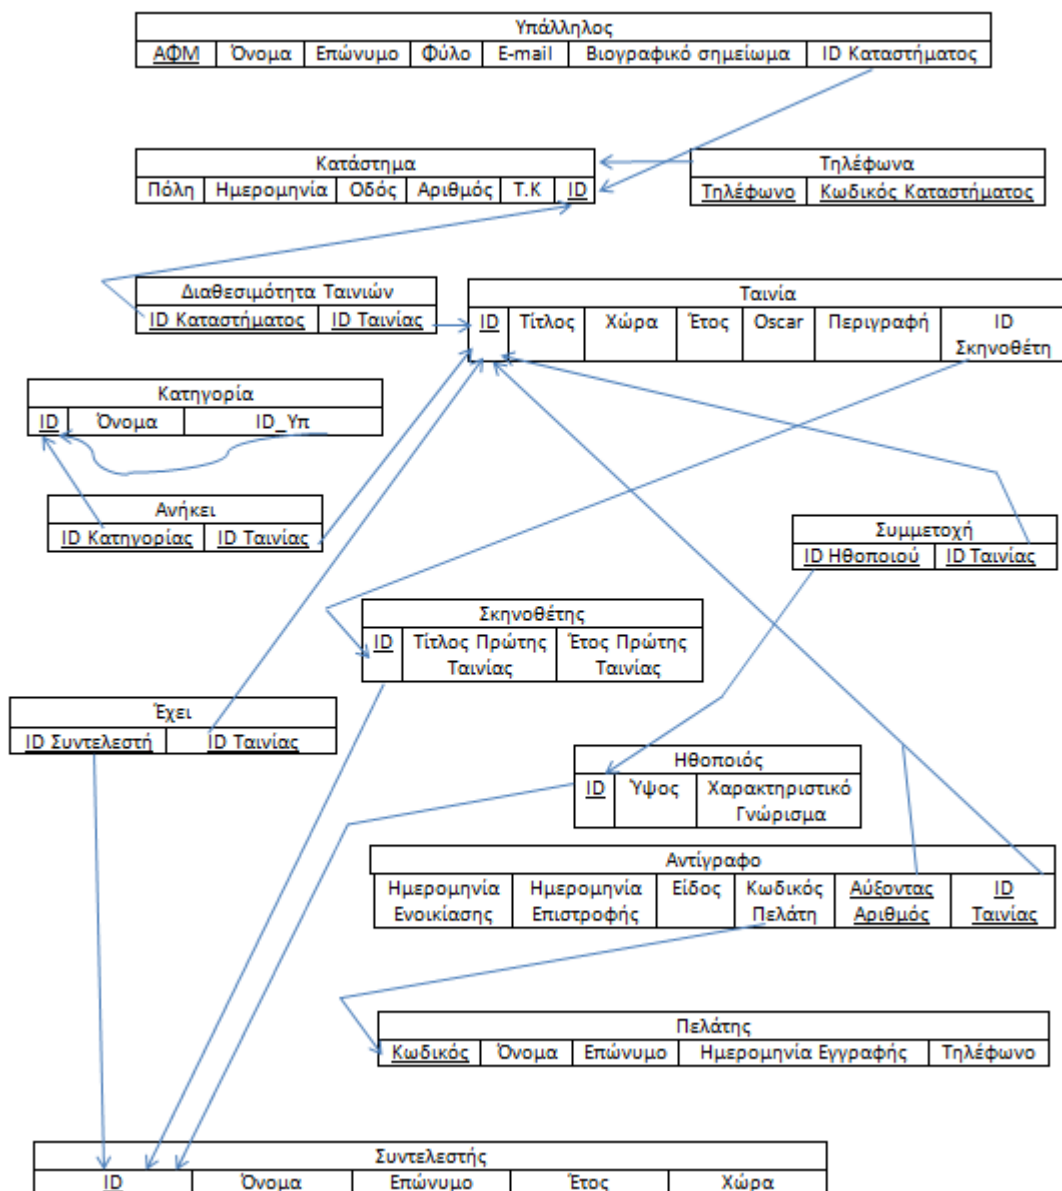 Υπάλληλος
ΑΦΜ Όνομα Επώνυμο Φύλο E-mail Βιογραφικό σημείωμα ID Καταστήματος
Κατάστημα
Πόλη Ημερομηνία Οδός Αριθμός Τ.Κ ID
Τηλέφωνα
Τηλέφωνο Κωδικός Καταστήματος
Διαθεσιμότητα Ταινιών
ID Καταστήματος ID Ταινίας
Ταινία
ID Τίτλος Χώρα Έτος Oscar Περιγραφή ID
Σκηνοθέτη
Κατηγορία
ID Όνομα ID_Υπ
Ανήκει
ID Κατηγορίας ID Ταινίας
Συμμετοχή
ID Ηθοποιού ID Ταινίας
Σκηνοθέτης
ID Τίτλος Πρώτης Έτος Πρώτης
Ταινίας Ταινίας
Έχει
ID Συντελεστή ID Ταινίας
Ηθοποιός
ID Ύψος Χαρακτηριστικό
Γνώρισμα
Αντίγραφο
Ημερομηνία Ημερομηνία Είδος Κωδικός Αύξοντας ID
Ενοικίασης Επιστροφής Πελάτη Αριθμός Ταινίας
Πελάτης
Κωδικός Όνομα Επώνυμο Ημερομηνία Εγγραφής Τηλέφωνο
Συντελεστής
ID Όνομα Επώνυμο Έτος Χώρα